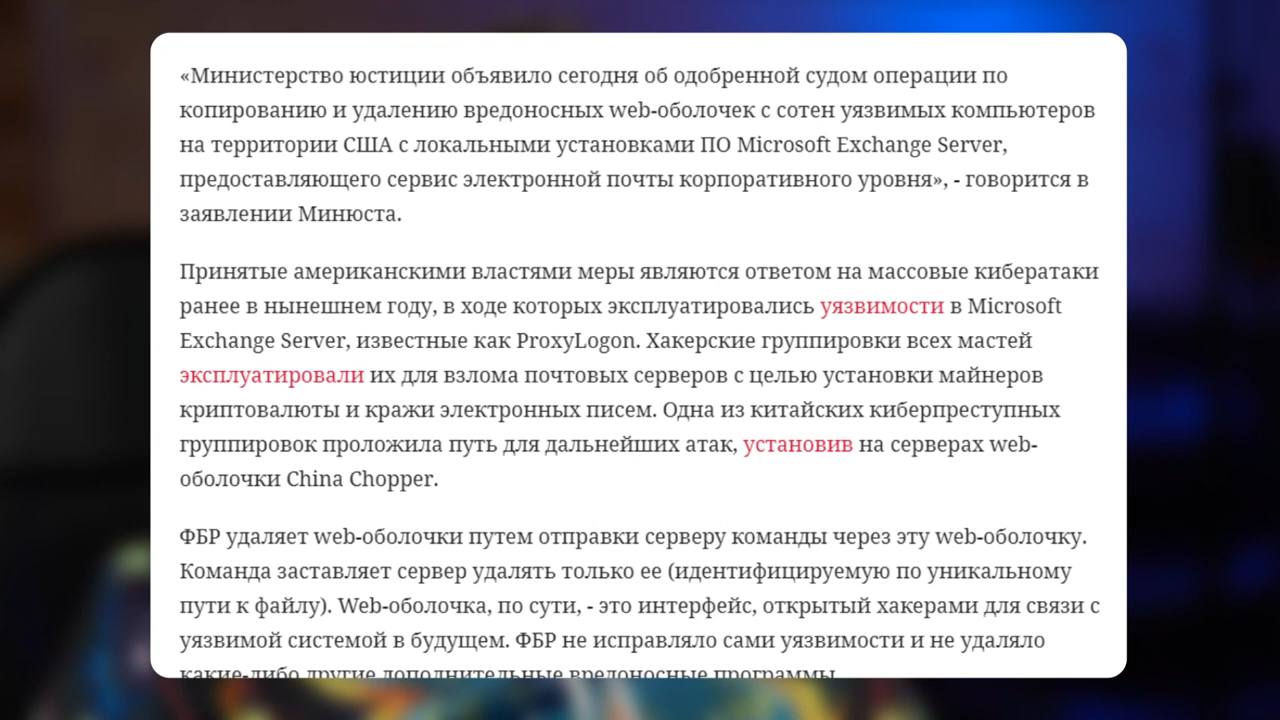 «Министерство юстиции объявило сегодня об одобренной судом операции по
копированию и удалению вредоносных web-оболочек с сотен уязвимых компьютеров
на территории США с локальными установками ПО Microsoft Exchange Server,
предоставляющего сервис электронной почты корпоративного уровня», - говорится в
заявлении Минюста.
Принятые американскими властями меры являются ответом на массовые кибератаки
ранее в нынешнем году, в ходе которых эксплуатировались уязвимости в Microsoft
Exchange Server, известные как ProxyLogon. Хакерские группировки всех мастей
эксплуатировали их для взлома почтовых серверов с целью установки майнеров
криптовалюты и кражи электронных писем. Одна из китайских киберпреступных
группировок проложила путь для дальнейших атак, установив на серверах web-
оболочки China Chopper.
ФБР удаляет web-оболочки путем отправки серверу команды через эту web-оболочку.
Команда заставляет сервер удалять только ее (идентифицируемую по уникальному
пути к файлу). Web-оболочка, по сути, - это интерфейс, открытый хакерами для связи с
уязвимой системой в будущем. ФБР не исправляло сами уязвимости и не удаляло
какие-либо другие дополнительные вредоносные программы.